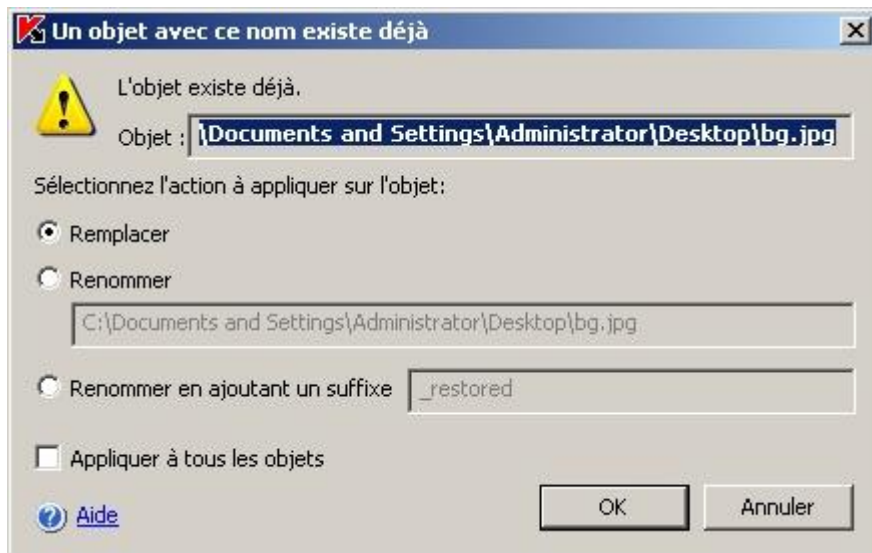 Un objet avec ce nom existe déjà
L'objet existe déjà.
Objet : \Documents and Settings\Administrator\Desktop\bg.jpg
Sélectionnez l'action à appliquer sur l'objet:
Remplacer
Renommer
C:\Documents and Settings\Administrator\Desktop\bg.jpg
Renommer en ajoutant un suffixe _restored
Appliquer à tous les objets
Aide
OK
Annuler